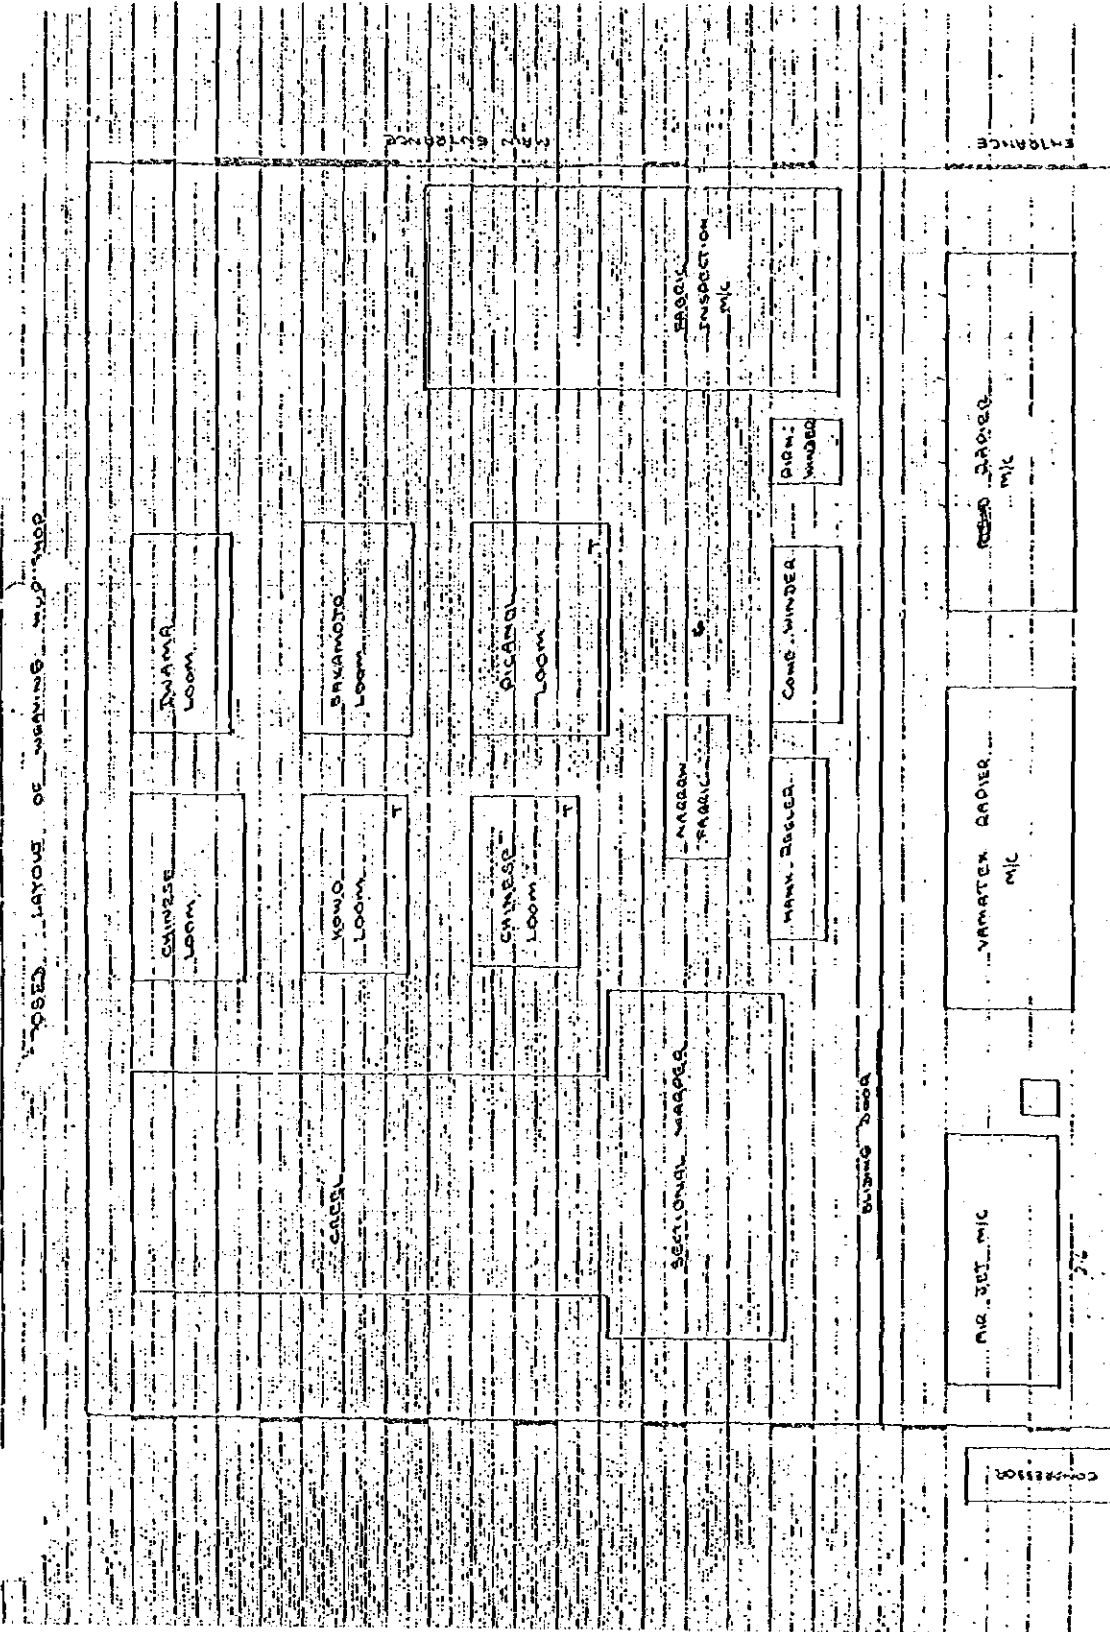 OSED LAYOUT OF WEAVING WORKSHOP
ENTRANCE
ENTRANCE
CHINESE
LOOM
IWAMA
LOOM
KOWO
LOOM
T
SAKAMOTO
LOOM
CHINESE
LOOM
T
PICANOL
LOOM
T
CREEL
SECTIONAL WARPER
NARROW
FABRIC
FABRIC
INSPECTION
M/C
HANK REELER
CONE WINDER
PIRN
WINDER
SLIDING DOOR
AIR JET M/C
VAMATEX RAPIER
M/C
RAPIER
M/C
COMPRESSOR